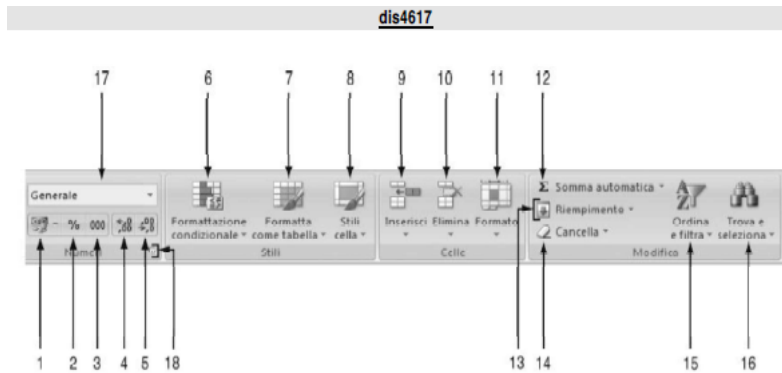 dis4617
17 6 7 8 9 10 11 12
Generale
% 000
Formattazione condizionale
Formatta come tabella
Stili cella
Inserisci Elimina Formato
Σ Somma automatica
Riempimento
Cancella
Ordina e filtra
Trova e seleziona
Numeri Stili Celle Modifica
1 2 3 4 5 18 13 14 15 16